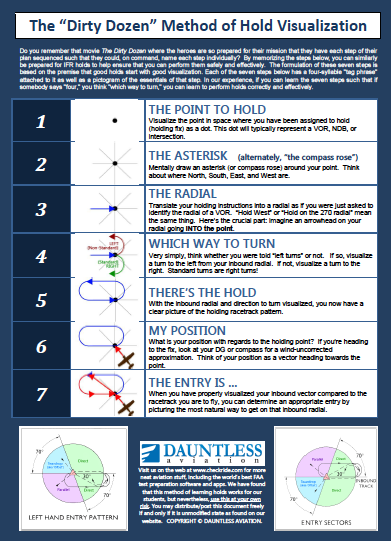 The "Dirty Dozen" Method of Hold Visualization
Do you remember that movie The Dirty Dozen where the heroes are so prepared for their mission that they have each step of their
plan sequenced such that they could, on command, name each step individually? By memorizing the below steps, you can similarly
be prepared for IFR holds to help ensure that you can perform them safely and effectively. The formulation of these seven steps is
based on the premise that good holds start with good visualization. Each of the seven steps below has a four-syllable "tag phrase"
attached to it as well as a pictogram of the essentials of that step. In our experience, if you can learn the seven steps such that if
somebody says "four," you think "which way to turn," you can learn to perform holds correctly and effectively.
1
THE POINT TO HOLD
Visualize the point in space where you have been assigned to hold
(holding fix) as a dot. This dot will typically represent a VOR, NDB, or
intersection.
2
THE ASTERISK (alternately, "the compass rose")
Mentally draw an asterisk (or compass rose) around your point. Think
about where North, South, East, and West are.
3
THE RADIAL
Translate your holding instructions into a radial as if you were just asked to
identify the radial of a VOR. "Hold West" or "Hold on the 270 radial" mean
the same thing. Here's the crucial part: imagine an arrowhead on your
radial going INTO the point.
4
LEFT
(Non Standard)
(Standard)
RIGHT
WHICH WAY TO TURN
Very simply, think whether you were told "left turns" or not. If so, visualize
a turn to the left from your inbound radial. If not, visualize a turn to the
right. Standard turns are right turns!
5
THERE'S THE HOLD
With the inbound radial and direction to turn visualized, you now have a
clear picture of the holding racetrack pattern.
6
MY POSITION
What is your position with regards to the holding point? If you're heading
to the fix, look at your DG or compass for a wind-uncorrected
approximation. Think of your position as a vector heading towards the
point.
7
THE ENTRY IS ...
When you have properly visualized your inbound vector compared to the
racetrack you are to fly, you can determine an appropriate entry by
picturing the most natural way to get on that inbound radial.
70°
Direct
30°
Parallel
Direct
70°
LEFT HAND ENTRY PATTERN
DAUNTLESS
aviation
Visit us on the web at www.checkride.com for more
neet aviation stuff, including the world's best FAA
test preparation software and apps. We have found
that this method of learning holds works for our
students, but nevertheless, use this at your own
risk. You may distribute/post this document freely
if and only if it is unmodified state as found on our
website. COPYRIGHT © DAUNTLESS AVIATION.
70°
Parallel
Direct
30°
INBOUND
TRACK
Direct
70°
ENTRY SECTORS